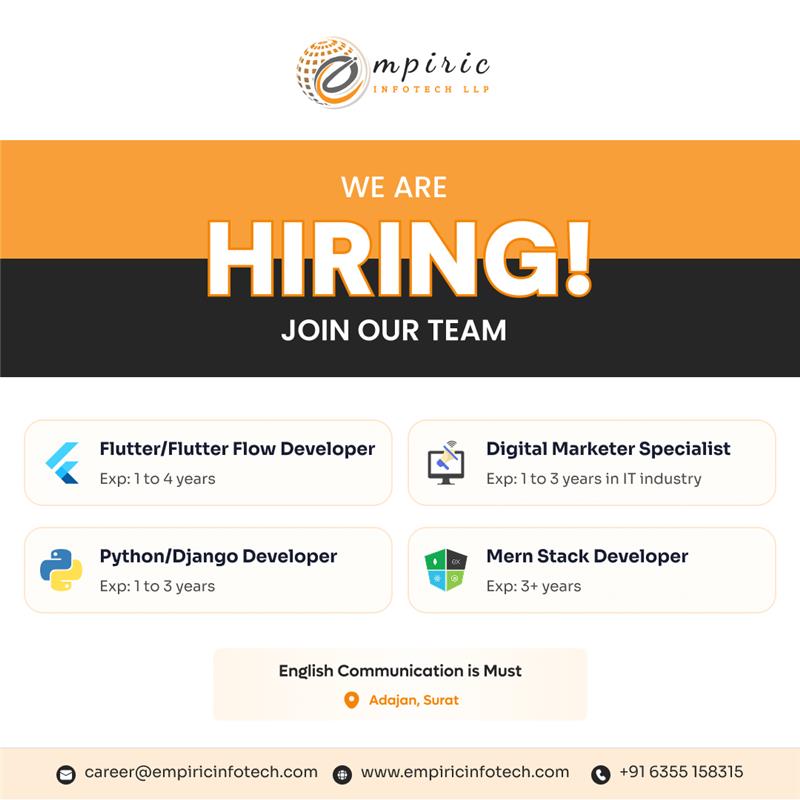 mpiric
INFOTECH LLP
WE ARE
HIRING!
JOIN OUR TEAM
Flutter/Flutter Flow Developer
Exp: 1 to 4 years
Digital Marketer Specialist
Exp: 1 to 3 years in IT industry
Python/Django Developer
Exp: 1 to 3 years
Mern Stack Developer
EX
Exp: 3+ years
English Communication is Must
Adajan, Surat
career@empiricinfotech.com
www.empiricinfotech.com
+91 6355 158315